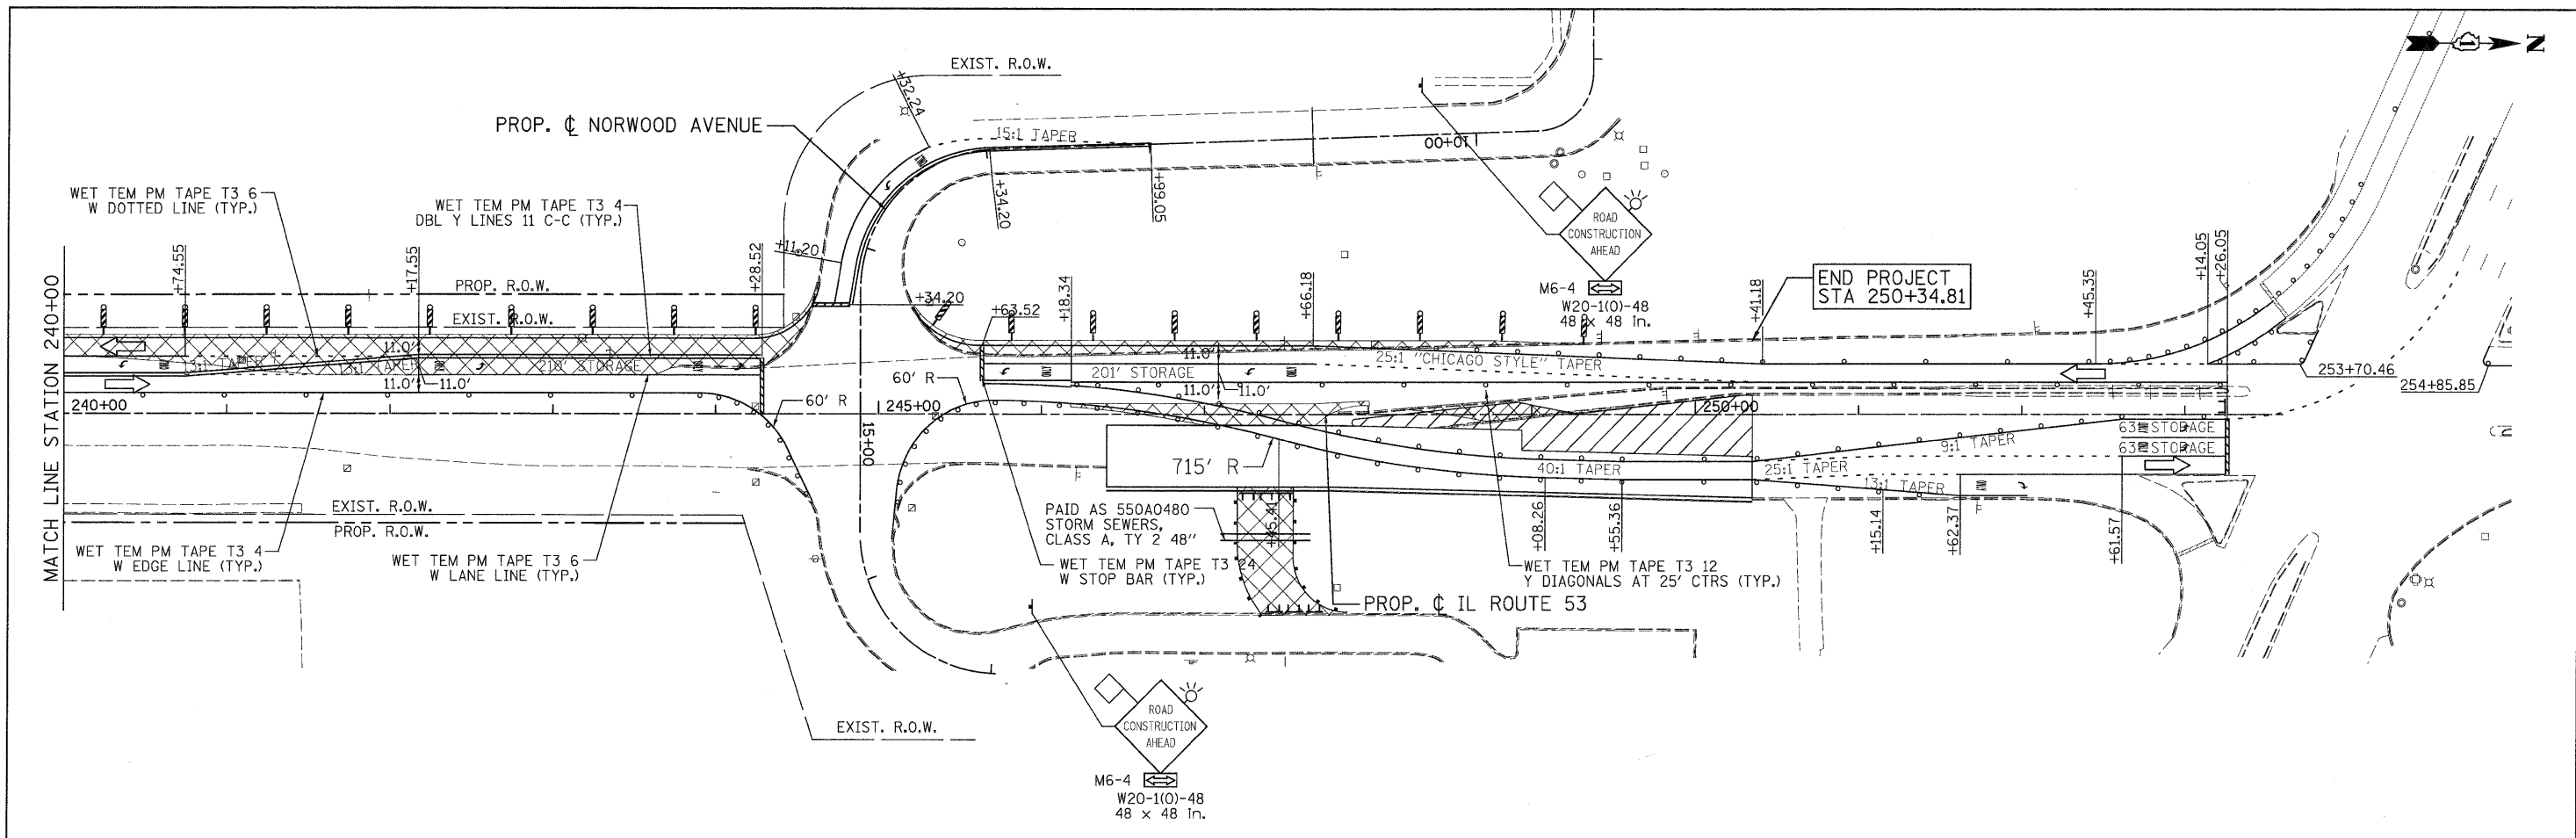 EXIST. R.O.W.
N
1
+32.24
PROP. ℄ NORWOOD AVENUE
15:1 TAPER
10+00
WET TEM PM TAPE T3 6
W DOTTED LINE (TYP.)
WET TEM PM TAPE T3 4
DBL Y LINES 11 C-C (TYP.)
+34.20
+99.05
ROAD
CONSTRUCTION
AHEAD
M6-4
W20-1(O)-48
48 x 48 in.
MATCH LINE STATION 240+00
+74.55
+17.55
+28.52
+11.20
PROP. R.O.W.
EXIST. R.O.W.
+34.20
+63.52
+18.34
+66.18
END PROJECT
STA 250+34.81
+41.18
+45.35
+14.05
+26.05
11.0'
13:1 TAPER
13:1 TAPER
210' STORAGE
11.0'
11.0'
11.0'
25:1 "CHICAGO STYLE" TAPER
201' STORAGE
11.0'
11.0'
253+70.46
254+85.85
240+00
60' R
60' R
245+00
15+00
250+00
63' STORAGE
63' STORAGE
9:1 TAPER
715' R
40:1 TAPER
25:1 TAPER
13:1 TAPER
EXIST. R.O.W.
PROP. R.O.W.
WET TEM PM TAPE T3 4
W EDGE LINE (TYP.)
WET TEM PM TAPE T3 6
W LANE LINE (TYP.)
PAID AS 550A0480
STORM SEWERS,
CLASS A, TY 2 48"
+45.41
WET TEM PM TAPE T3 24
W STOP BAR (TYP.)
+08.26
+55.36
+15.14
+62.37
+61.57
WET TEM PM TAPE T3 12
Y DIAGONALS AT 25' CTRS (TYP.)
PROP. ℄ IL ROUTE 53
EXIST. R.O.W.
ROAD
CONSTRUCTION
AHEAD
M6-4
W20-1(O)-48
48 x 48 in.